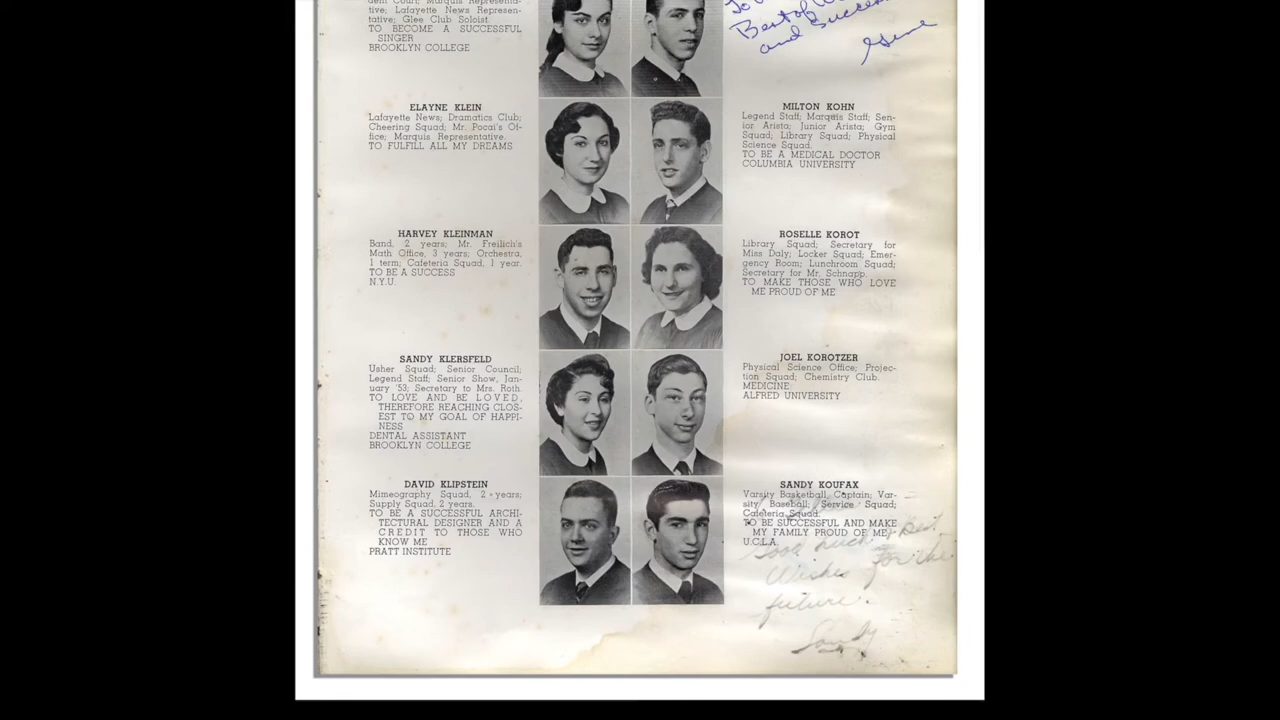 dent Court; Marquis Representa-
tive; Lafayette News Represen-
tative; Glee Club Soloist.
TO BECOME A SUCCESSFUL
SINGER
BROOKLYN COLLEGE
ELAYNE KLEIN
Lafayette News; Dramatics Club;
Cheering Squad; Mr. Pocai's Of-
fice; Marquis Representative.
TO FULFILL ALL MY DREAMS
HARVEY KLEINMAN
Band, 2 years; Mr. Freilich's
Math Office, 3 years; Orchestra,
1 term; Cafeteria Squad, 1 year.
TO BE A SUCCESS
N.Y.U.
SANDY KLERSFELD
Usher Squad; Senior Council;
Legend Staff; Senior Show, Jan-
uary '53; Secretary to Mrs. Roth.
TO LOVE AND BE LOVED,
THEREFORE REACHING CLOS-
EST TO MY GOAL OF HAPPI-
NESS
DENTAL ASSISTANT
BROOKLYN COLLEGE
DAVID KLIPSTEIN
Mimeography Squad, 2 years;
Supply Squad, 2 years.
TO BE A SUCCESSFUL ARCHI-
TECTURAL DESIGNER AND A
CREDIT TO THOSE WHO
KNOW ME
PRATT INSTITUTE
To
Best of
and Success
Gene
MILTON KOHN
Legend Staff; Marquis Staff; Sen-
ior Arista; Junior Arista; Gym
Squad; Library Squad; Physical
Science Squad.
TO BE A MEDICAL DOCTOR
COLUMBIA UNIVERSITY
ROSELLE KOROT
Library Squad; Secretary for
Miss Daly; Locker Squad; Emer-
gency Room; Lunchroom Squad;
Secretary for Mr. Schnapp.
TO MAKE THOSE WHO LOVE
ME PROUD OF ME
JOEL KOROTZER
Physical Science Office; Projec-
tion Squad; Chemistry Club.
MEDICINE
ALFRED UNIVERSITY
SANDY KOUFAX
Varsity Basketball, Captain; Var-
sity Baseball; Service Squad;
Cafeteria Squad.
TO BE SUCCESSFUL AND MAKE
MY FAMILY PROUD OF ME
U.C.L.A.
Good Luck & Best
Wishes For the
future.
Sandy